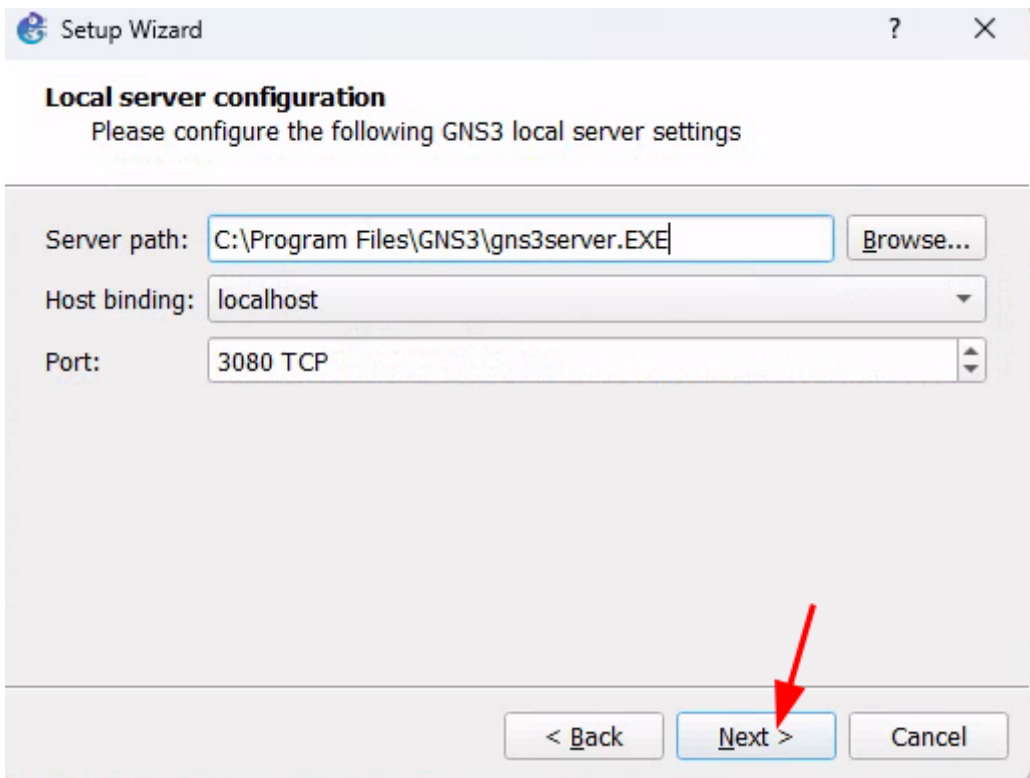 Setup Wizard
Local server configuration
Please configure the following GNS3 local server settings
Server path: C:\Program Files\GNS3\gns3server.EXE Browse...
Host binding: localhost
Port: 3080 TCP
< Back Next > Cancel